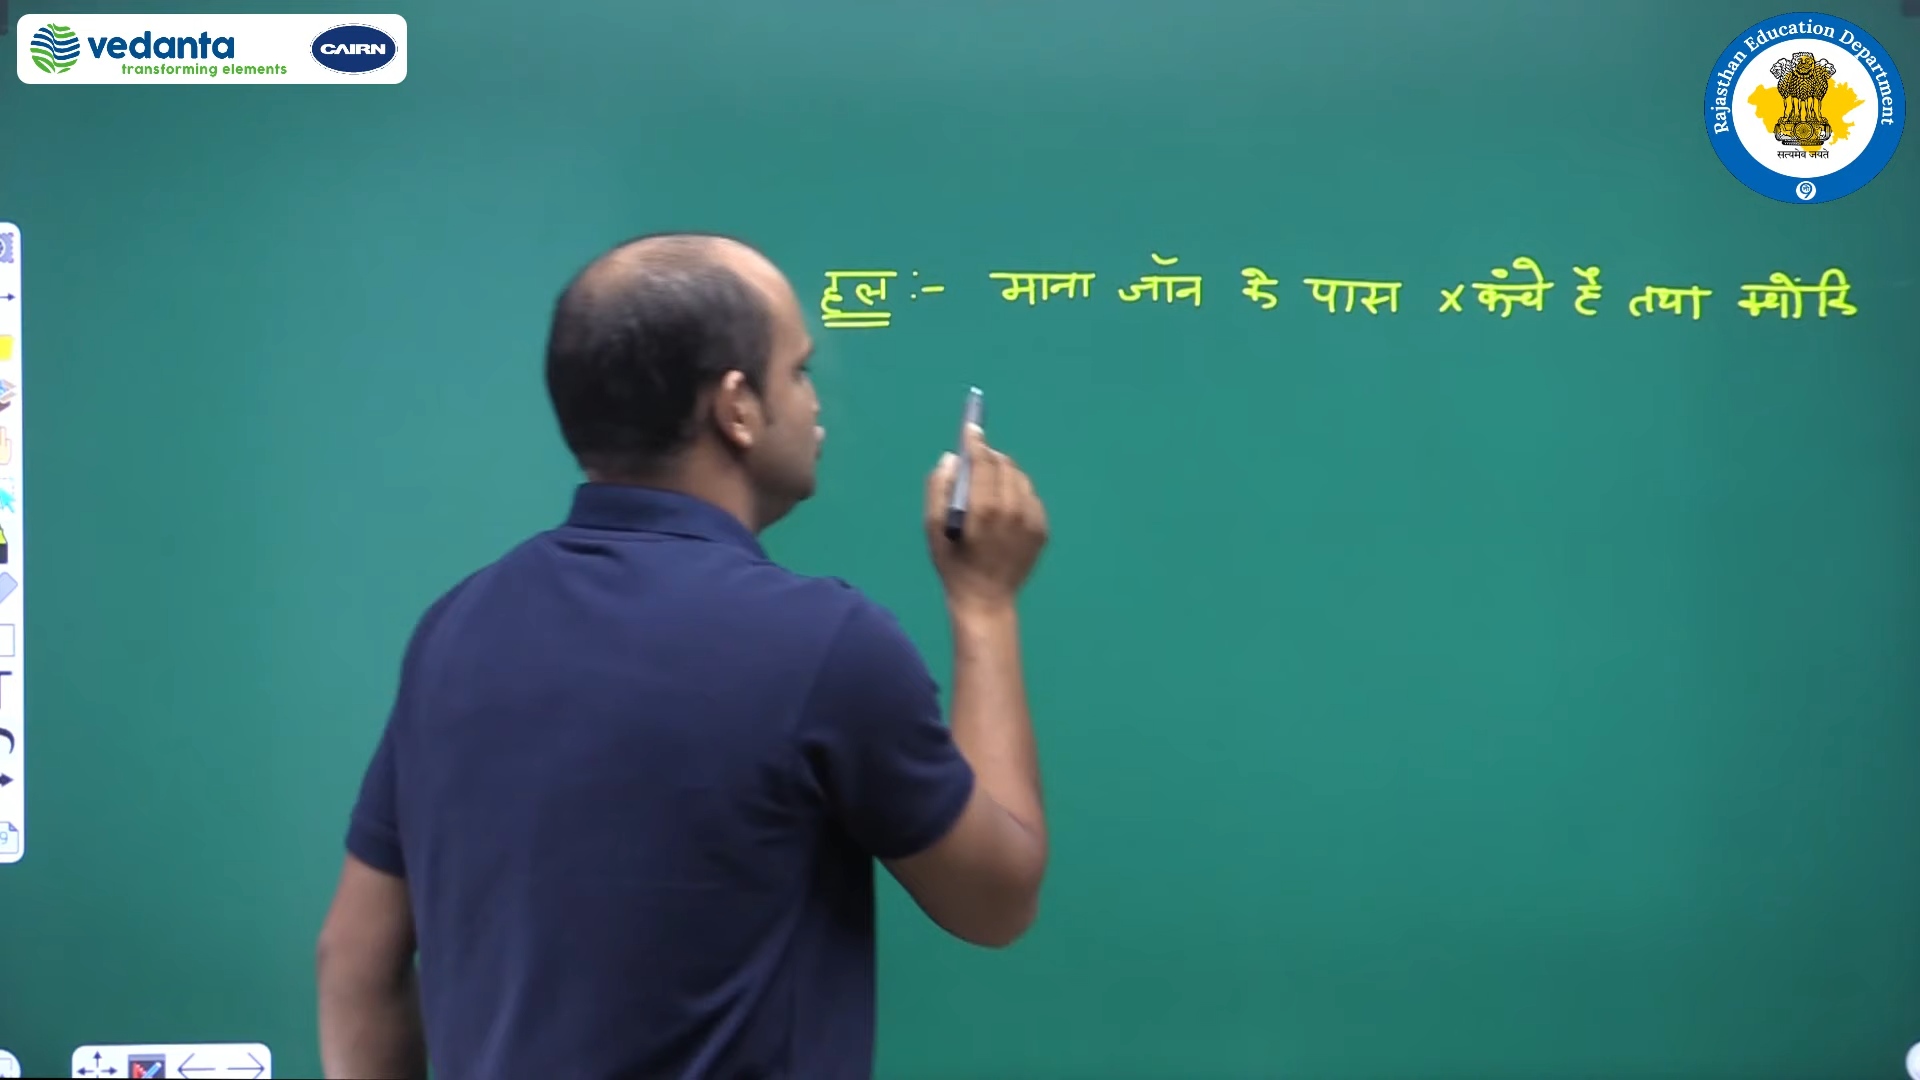 vedanta
transforming elements
CAIRN
Rajasthan Education Department
सत्यमेव जयते
हल :- माना जॉन के पास x कंचे हैं तथा